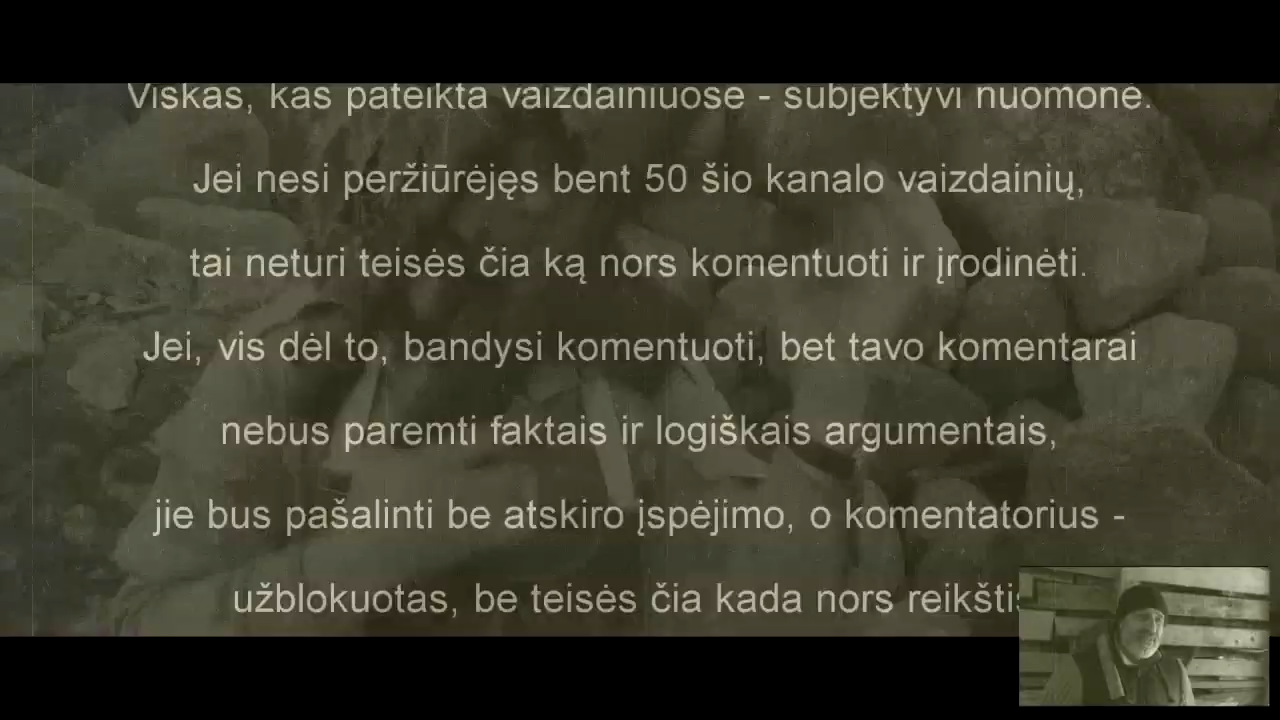 Viskas, kas pateikta vaizdainiuose - subjektyvi nuomonė.
Jei nesi peržiūrėjęs bent 50 šio kanalo vaizdainių,
tai neturi teisės čia ką nors komentuoti ir įrodinėti.
Jei, vis dėl to, bandysi komentuoti, bet tavo komentarai
nebus paremti faktais ir logiškais argumentais,
jie bus pašalinti be atskiro įspėjimo, o komentatorius -
užblokuotas, be teisės čia kada nors reikštis